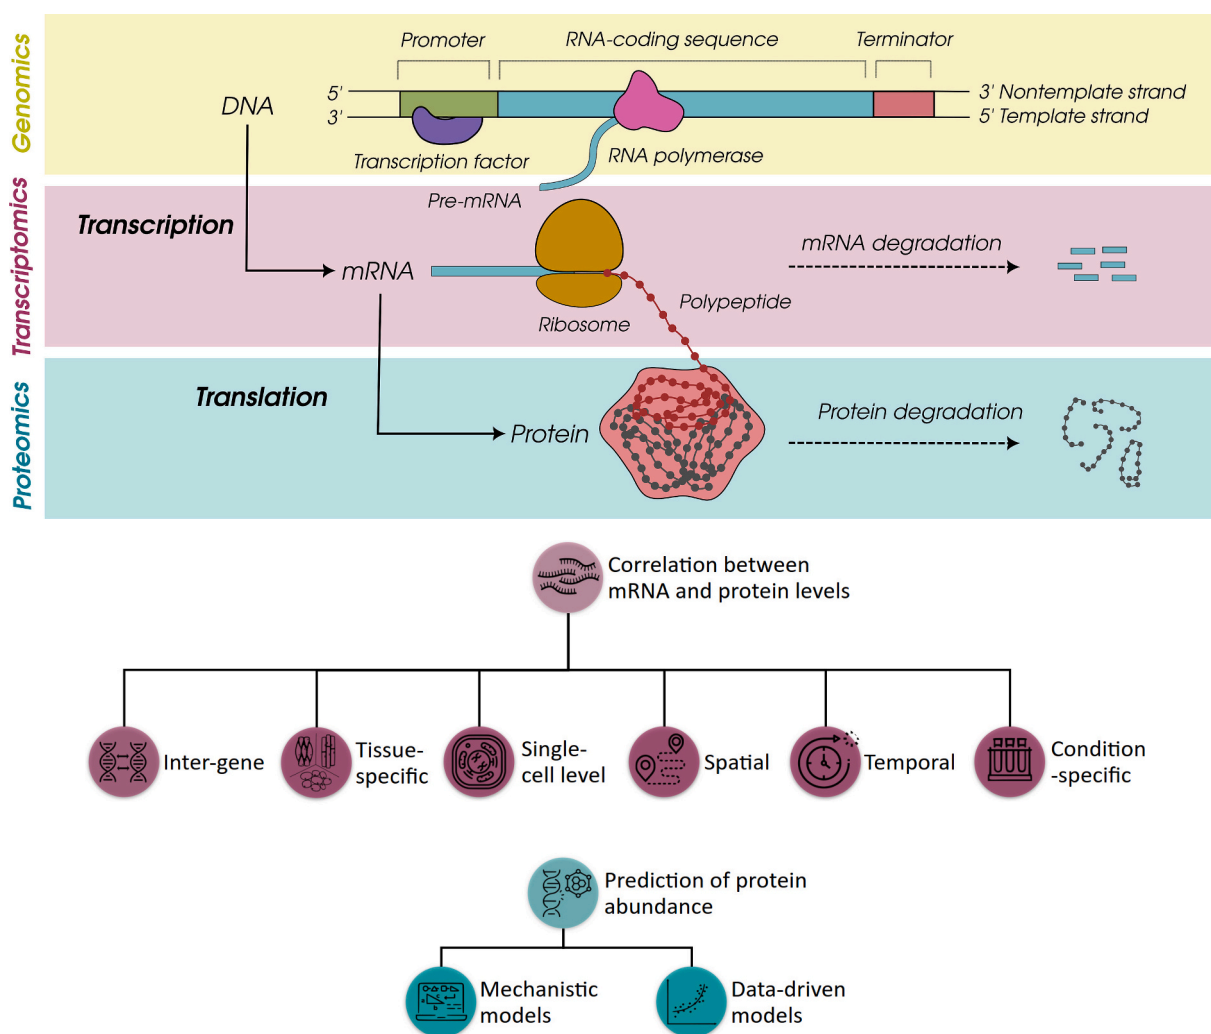 Genomics
Promoter
RNA-coding sequence
Terminator
DNA
5'
3'
3' Nontemplate strand
5' Template strand
Transcription factor
RNA polymerase
Pre-mRNA
Transcriptomics
Transcription
mRNA
Ribosome
Polypeptide
mRNA degradation
Proteomics
Translation
Protein
Protein degradation
Correlation between
mRNA and protein levels
Inter-gene
Tissue-
specific
Single-
cell level
Spatial
Temporal
Condition
-specific
Prediction of protein
abundance
Mechanistic
models
Data-driven
models